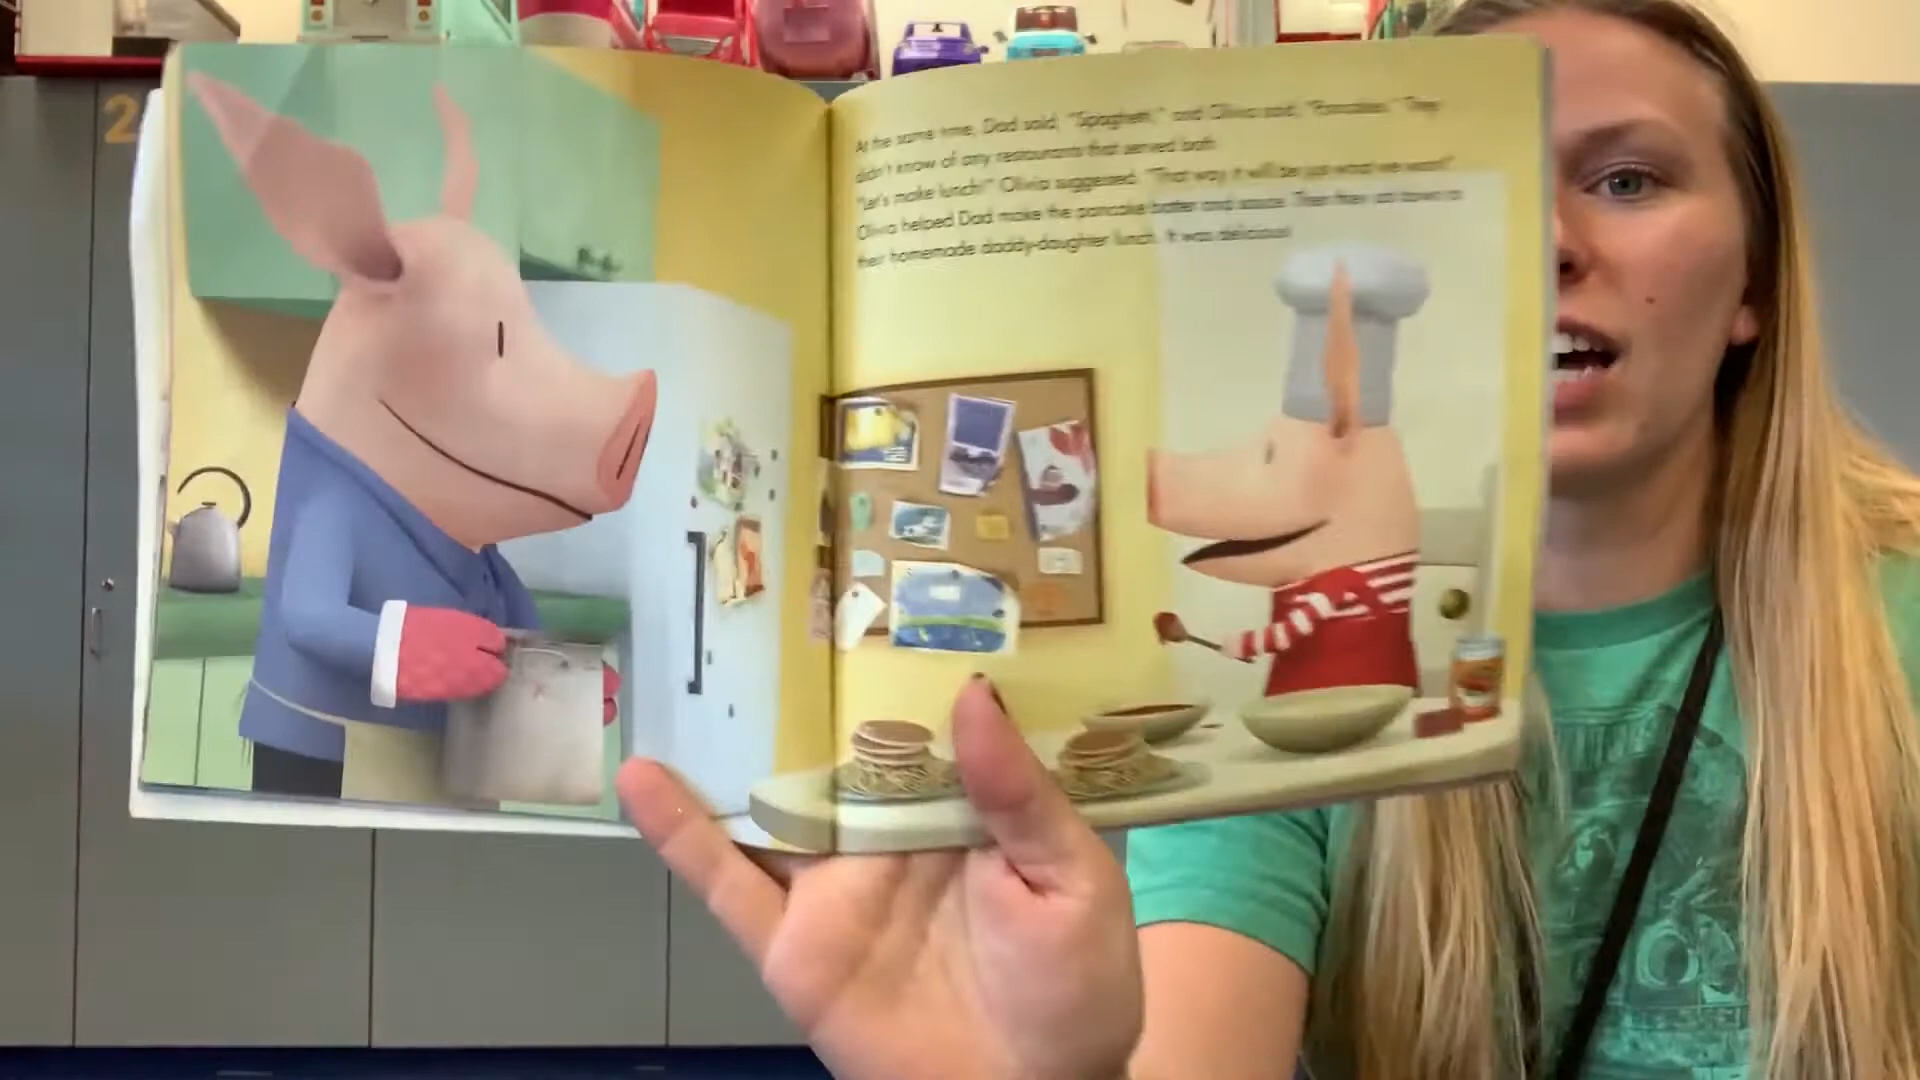 2
At the same time, Dad said, "Spaghetti," and Olivia said, "Pancakes." They
didn't know of any restaurants that served both.
"Let's make lunch!" Olivia suggested. "That way it will be just what we want!"
Olivia helped Dad make the pancake batter and sauce. Then they sat down to
their homemade daddy-daughter lunch. It was delicious!